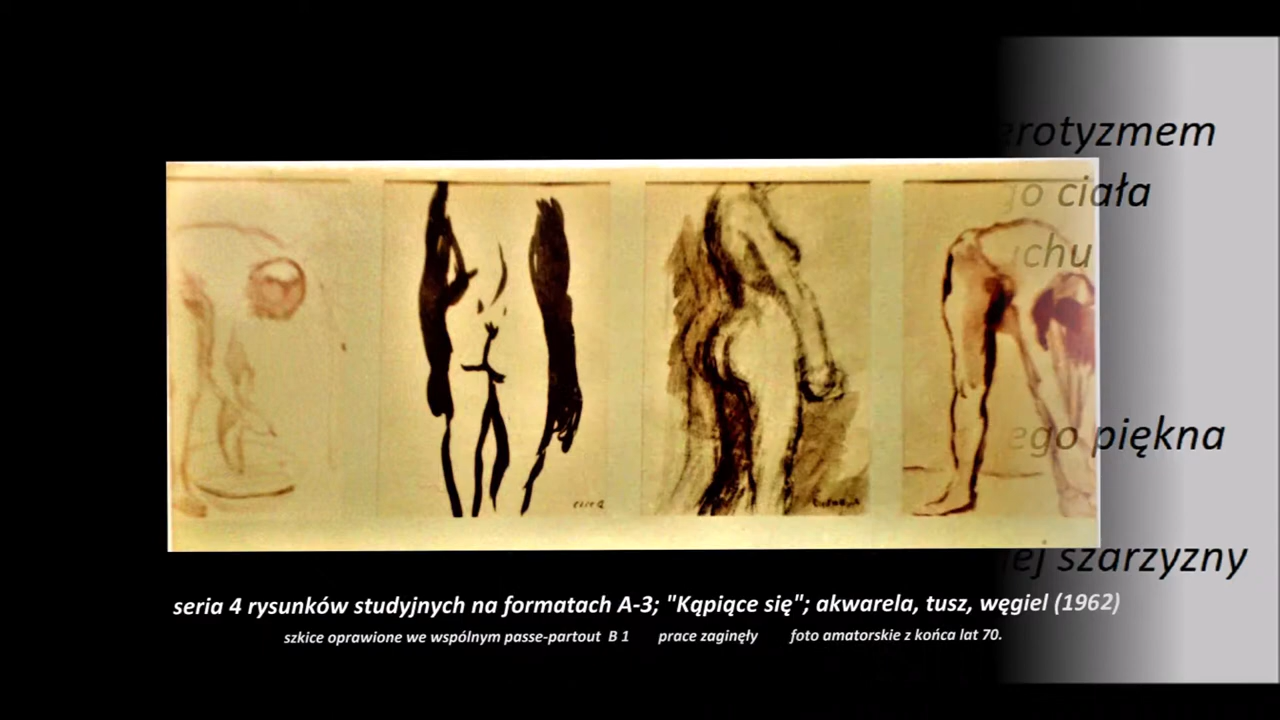 erotyzmem
go ciała
uchu
ego piękna
ej szarzyzny
seria 4 rysunków studyjnych na formatach A-3; "Kąpiące się"; akwarela, tusz, węgiel (1962)
szkice oprawione we wspólnym passe-partout B 1 prace zaginęły foto amatorskie z końca lat 70.